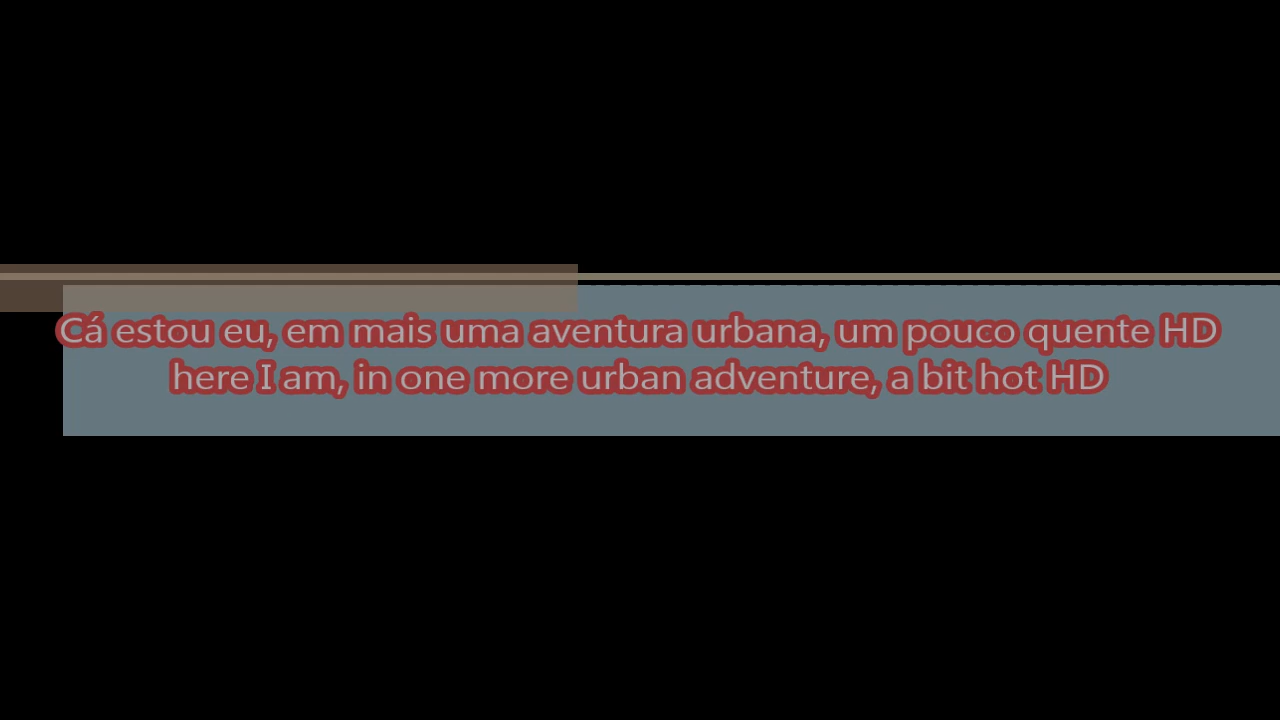 Cá estou eu, em mais uma aventura urbana, um pouco quente HD
here I am, in one more urban adventure, a bit hot HD